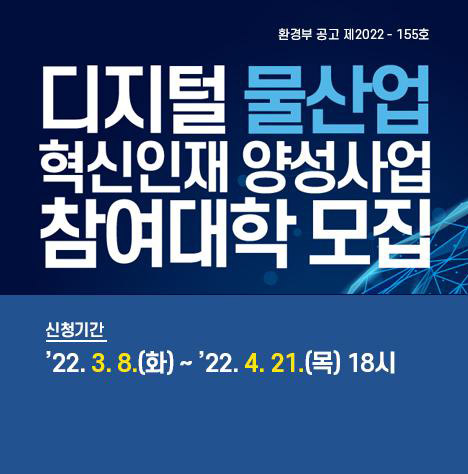 환경부 공고 제2022 - 155호
디지털 물산업
혁신인재 양성사업
참여대학 모집
신청기간
’22. 3. 8.(화) ~ ’22. 4. 21.(목) 18시